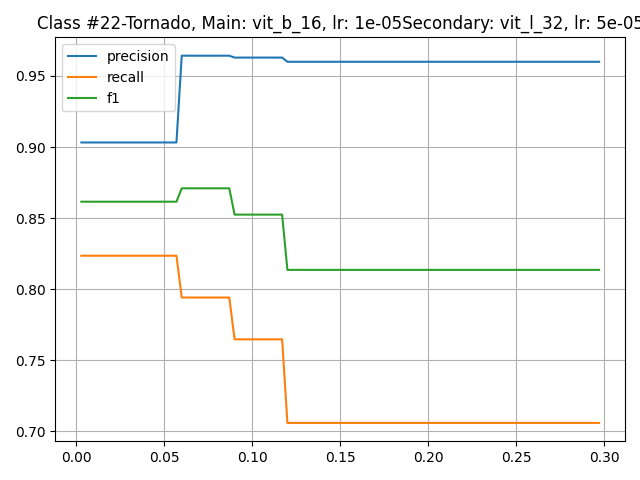 Class #22-Tornado, Main: vit_b_16, lr: 1e-05Secondary: vit_l_32, lr: 5e-05
precision
recall
f1
0.95
0.90
0.85
0.80
0.75
0.70
0.00 0.05 0.10 0.15 0.20 0.25 0.30